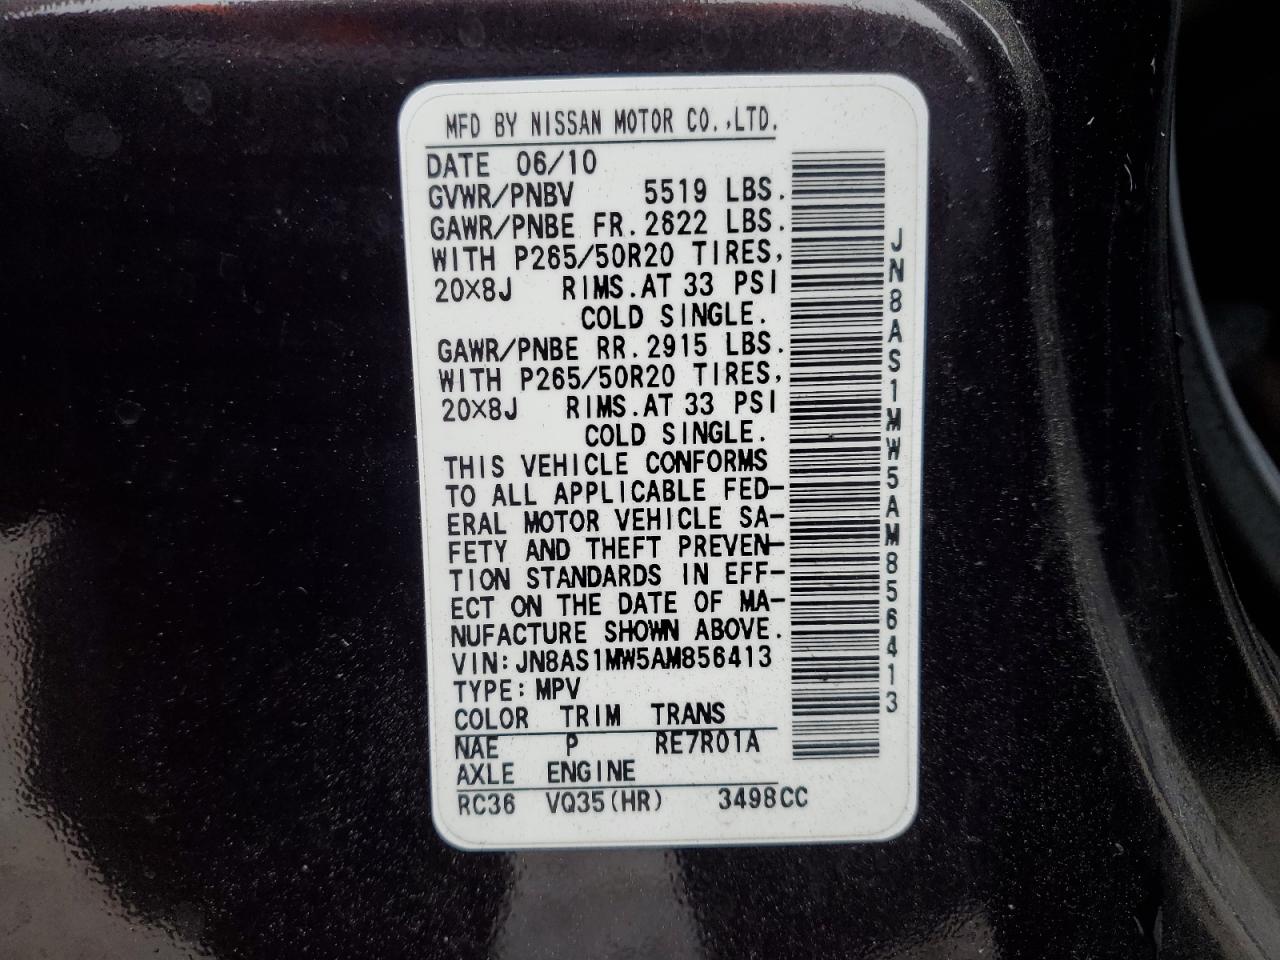 MFD BY NISSAN MOTOR CO.,LTD.
DATE 06/10
GVWR/PNBV 5519 LBS.
GAWR/PNBE FR.2622 LBS.
WITH P265/50R20 TIRES,
20X8J RIMS.AT 33 PSI
COLD SINGLE.
GAWR/PNBE RR.2915 LBS.
WITH P265/50R20 TIRES,
20X8J RIMS.AT 33 PSI
COLD SINGLE.
THIS VEHICLE CONFORMS
TO ALL APPLICABLE FED-
ERAL MOTOR VEHICLE SA-
FETY AND THEFT PREVEN-
TION STANDARDS IN EFF-
ECT ON THE DATE OF MA-
NUFACTURE SHOWN ABOVE.
VIN:JN8AS1MW5AM856413
TYPE:MPV
COLOR TRIM TRANS
NAE P RE7R01A
AXLE ENGINE
RC36 VQ35(HR) 3498CC
JN8AS1MW5AM856413